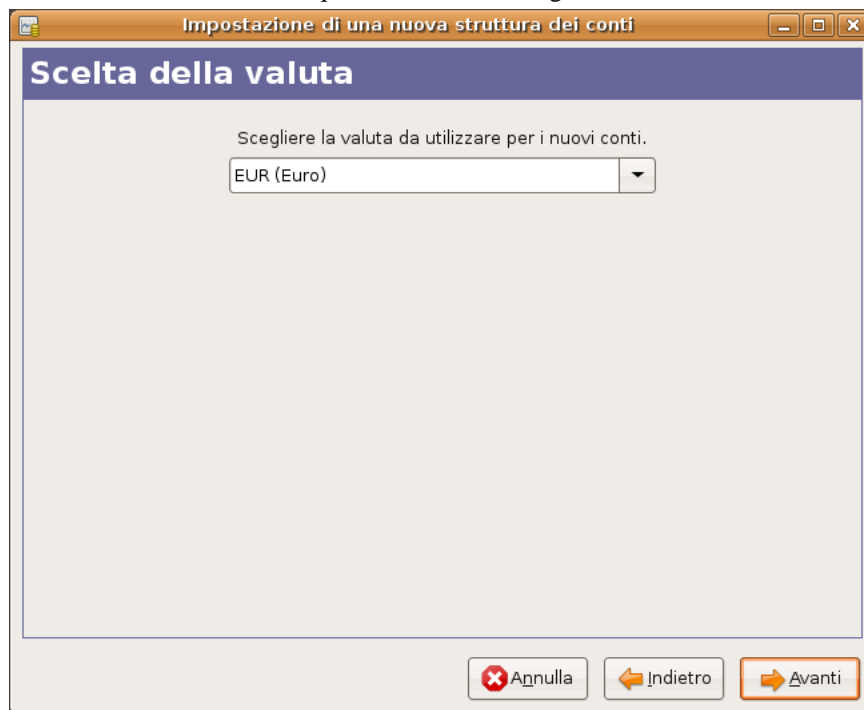 Impostazione di una nuova struttura dei conti
Scelta della valuta
Scegliere la valuta da utilizzare per i nuovi conti.
EUR (Euro)
Annulla
Indietro
Avanti